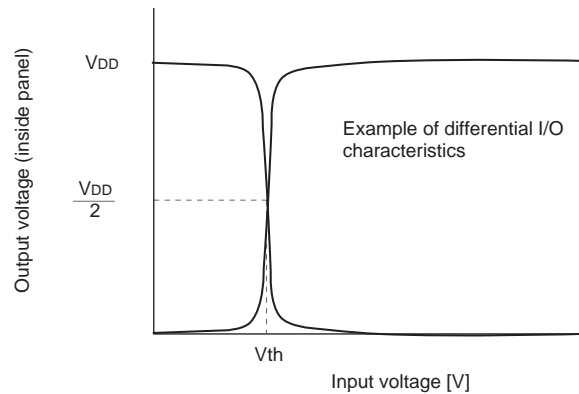 Output voltage (inside panel)
VDD
VDD
2
Example of differential I/O
characteristics
Vth
Input voltage [V]